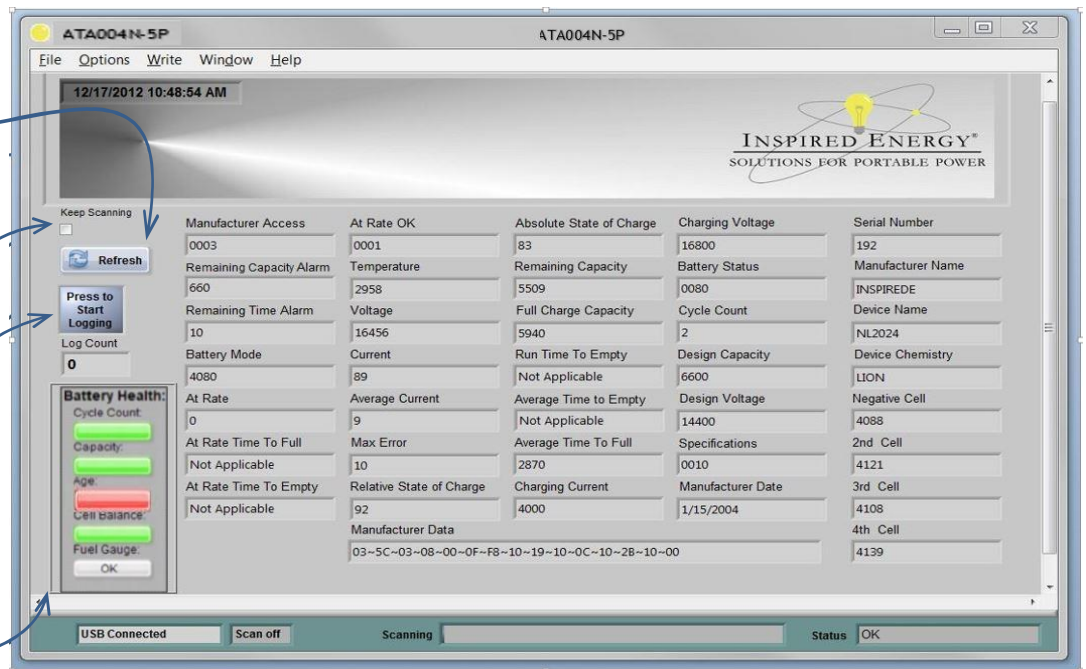 ATA004N-5P
ATA004N-5P
File Options Write Window Help
12/17/2012 10:48:54 AM
INSPIRED ENERGY®
SOLUTIONS FOR PORTABLE POWER
Keep Scanning
Refresh
Press to
Start
Logging
Log Count
0
Battery Health:
Cycle Count:
Capacity:
Age:
Cell Balance:
Fuel Gauge:
OK
Manufacturer Access
0003
Remaining Capacity Alarm
660
Remaining Time Alarm
10
Battery Mode
4080
At Rate
0
At Rate Time To Full
Not Applicable
At Rate Time To Empty
Not Applicable
At Rate OK
0001
Temperature
2958
Voltage
16456
Current
89
Average Current
9
Max Error
10
Relative State of Charge
92
Absolute State of Charge
83
Remaining Capacity
5509
Full Charge Capacity
5940
Run Time To Empty
Not Applicable
Average Time to Empty
Not Applicable
Average Time To Full
2870
Charging Current
4000
Manufacturer Data
03~5C~03~08~00~0F~F8~10~19~10~0C~10~2B~10~00
Charging Voltage
16800
Battery Status
0080
Cycle Count
2
Design Capacity
6600
Design Voltage
14400
Specifications
0010
Manufacturer Date
1/15/2004
Serial Number
192
Manufacturer Name
INSPIREDE
Device Name
NL2024
Device Chemistry
LION
Negative Cell
4088
2nd Cell
4121
3rd Cell
4108
4th Cell
4139
USB Connected
Scan off
Scanning
Status
OK